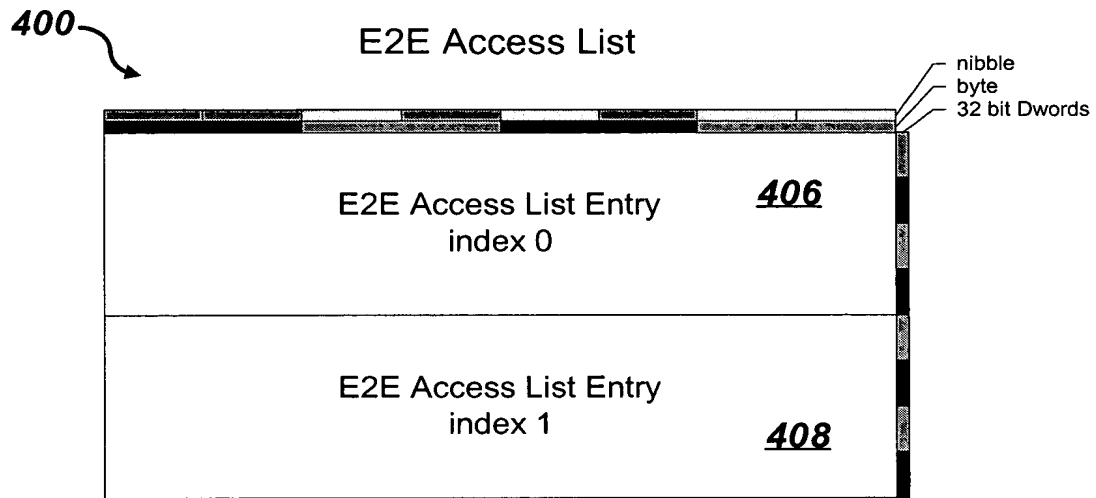 400
E2E Access List
nibble
byte
32 bit Dwords
406
E2E Access List Entry
index 0
E2E Access List Entry
index 1
408